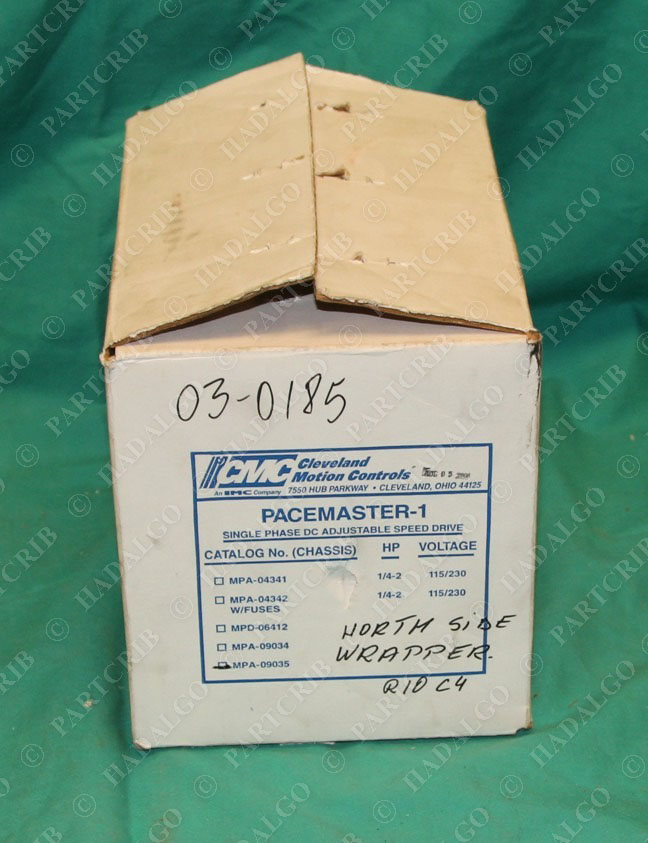 03-0185
CMC Cleveland
Motion Controls
An IMC Company 7550 HUB PARKWAY • CLEVELAND, OHIO 44125
PACEMASTER-1
SINGLE PHASE DC ADJUSTABLE SPEED DRIVE
CATALOG No. (CHASSIS) HP VOLTAGE
MPA-04341 1/4-2 115/230
MPA-04342 1/4-2 115/230
W/FUSES
MPD-06412
MPA-09034
MPA-09035
NORTH SIDE
WRAPPER.
R10 C4
© PARTCRIB
© HADALGO